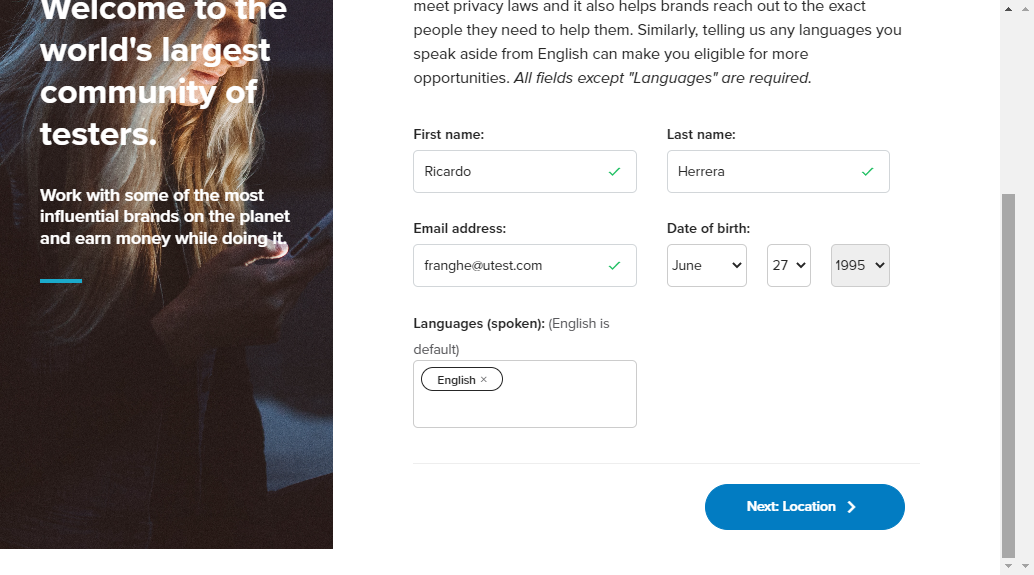 Welcome to the
world's largest
community of
testers.
Work with some of the most
influential brands on the planet
and earn money while doing it.
meet privacy laws and it also helps brands reach out to the exact
people they need to help them. Similarly, telling us any languages you
speak aside from English can make you eligible for more
opportunities. All fields except "Languages" are required.
First name:
Last name:
Ricardo
Herrera
Email address:
Date of birth:
franghe@utest.com
June
27
1995
Languages (spoken): (English is
default)
English ×
Next: Location